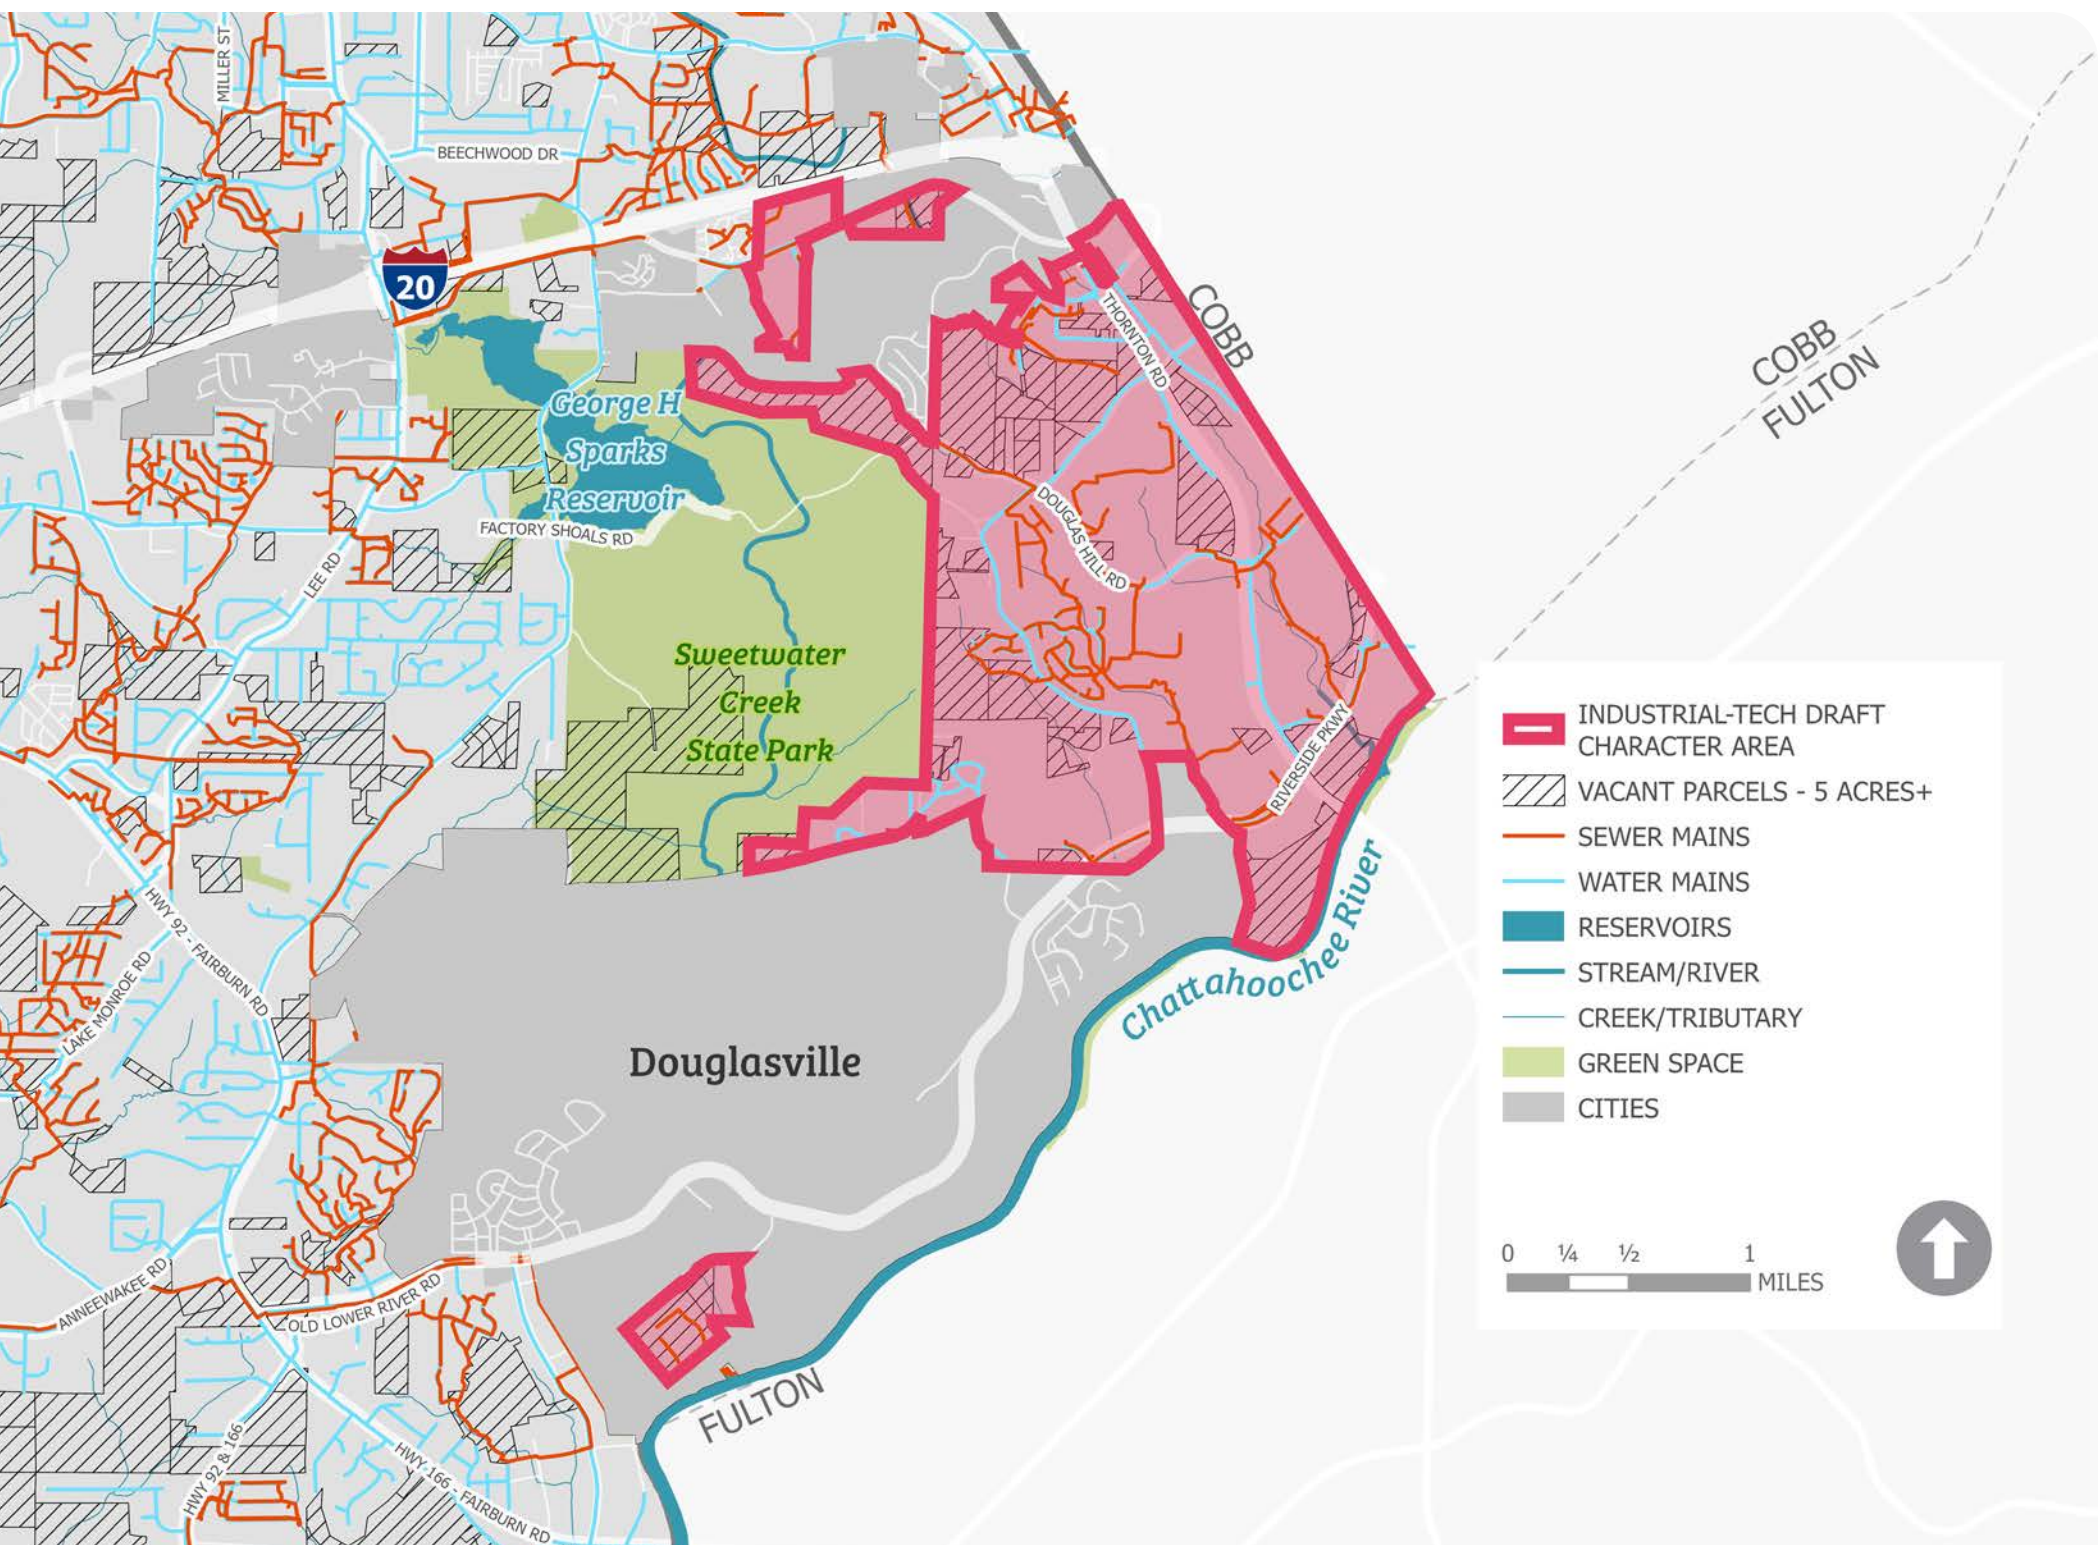 MILLER ST
BEECHWOOD DR
20
COBB
THORNTON RD
COBB
FULTON
George H
Sparks
Reservoir
FACTORY SHOALS RD
DOUGLAS HILL RD
LEE RD
Sweetwater
Creek
State Park
RIVERSIDE PKWY
HWY 92 - FAIRBURN RD
LAKE MONROE RD
Chattahoochee River
Douglasville
ANNEEWAKEE RD
OLD LOWER RIVER RD
FULTON
HWY 92 & 166
HWY 166 - FAIRBURN RD
INDUSTRIAL-TECH DRAFT
CHARACTER AREA
VACANT PARCELS - 5 ACRES+
SEWER MAINS
WATER MAINS
RESERVOIRS
STREAM/RIVER
CREEK/TRIBUTARY
GREEN SPACE
CITIES
0 ¼ ½ 1
MILES